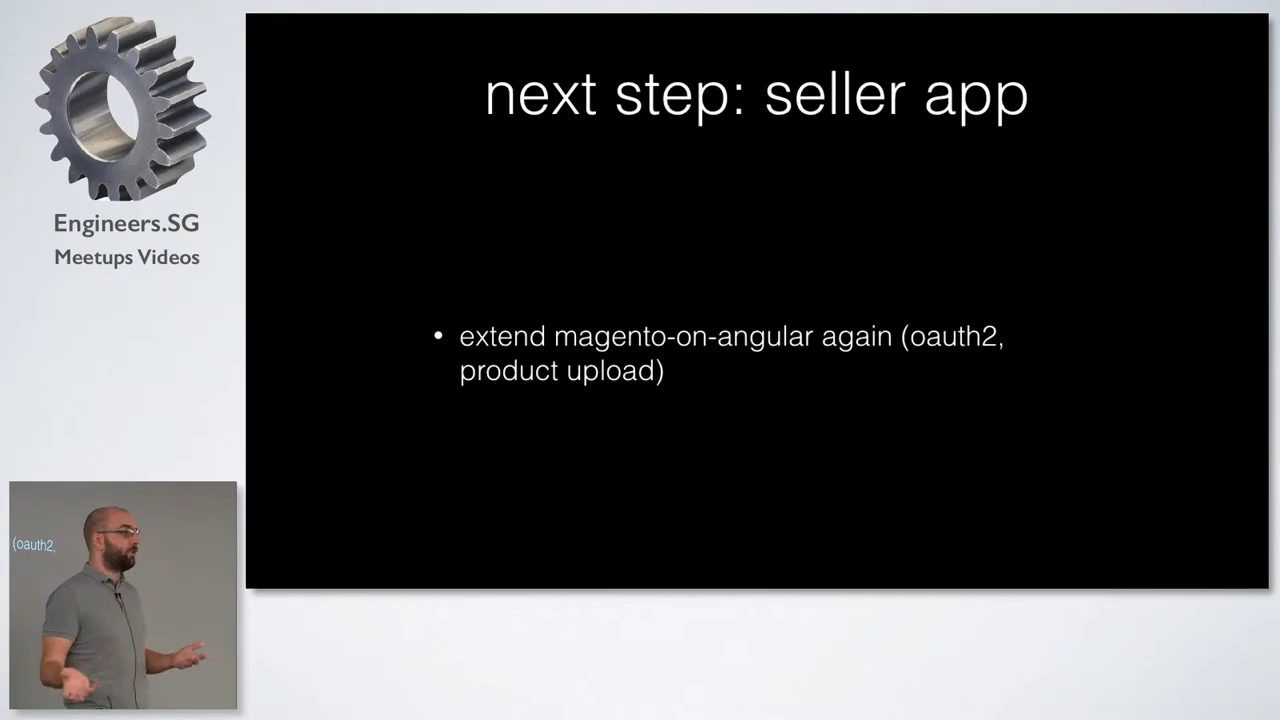 Engineers.SG
Meetups Videos
next step: seller app
• extend magento-on-angular again (oauth2,
product upload)
(oauth2,